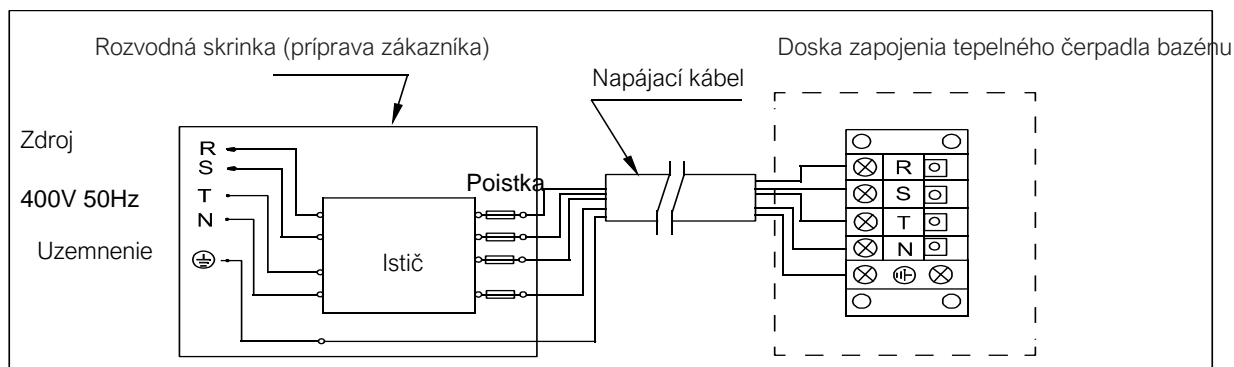 Rozvodná skrinka (príprava zákazníka)
Doska zapojenia tepelného čerpadla bazénu
Napájací kábel
Zdroj
400V 50Hz
Uzemnenie
R
S
T
N
Poistka
Istič
R
S
T
N